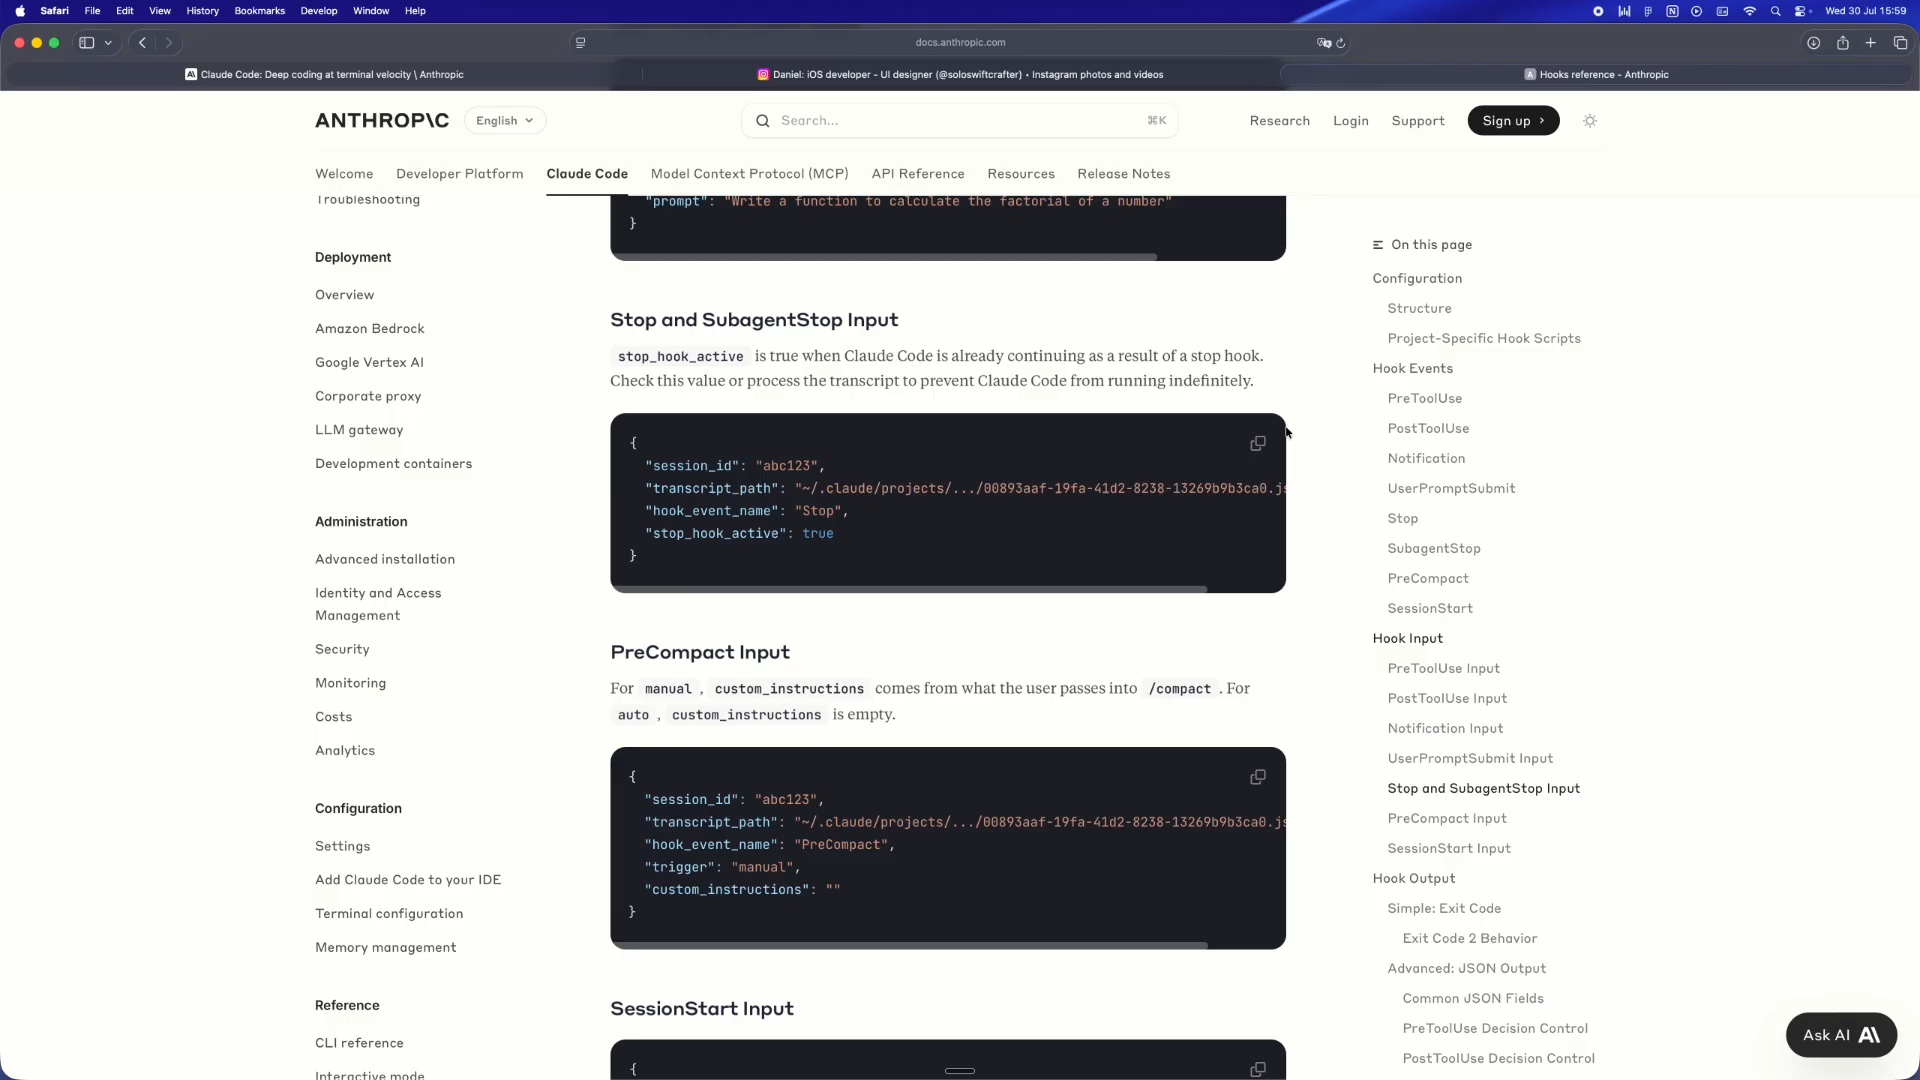 Safari File Edit View History Bookmarks Develop Window Help
Wed 30 Jul 15:59
docs.anthropic.com
Claude Code: Deep coding at terminal velocity \ Anthropic
Daniel: iOS developer - UI designer (@soloswiftcrafter) • Instagram photos and videos
Hooks reference - Anthropic
ANTHROP\C
English
Search...
⌘K
Research
Login
Support
Sign up ›
Welcome
Developer Platform
Claude Code
Model Context Protocol (MCP)
API Reference
Resources
Release Notes
Troubleshooting
Deployment
Overview
Amazon Bedrock
Google Vertex AI
Corporate proxy
LLM gateway
Development containers
Administration
Advanced installation
Identity and Access
Management
Security
Monitoring
Costs
Analytics
Configuration
Settings
Add Claude Code to your IDE
Terminal configuration
Memory management
Reference
CLI reference
Interactive mode
"prompt": "Write a function to calculate the factorial of a number"
}
Stop and SubagentStop Input
stop_hook_active is true when Claude Code is already continuing as a result of a stop hook.
Check this value or process the transcript to prevent Claude Code from running indefinitely.
{
"session_id": "abc123",
"transcript_path": "~/.claude/projects/.../00893aaf-19fa-41d2-8238-13269b9b3ca0.js
"hook_event_name": "Stop",
"stop_hook_active": true
}
PreCompact Input
For manual , custom_instructions comes from what the user passes into /compact . For
auto , custom_instructions is empty.
{
"session_id": "abc123",
"transcript_path": "~/.claude/projects/.../00893aaf-19fa-41d2-8238-13269b9b3ca0.js
"hook_event_name": "PreCompact",
"trigger": "manual",
"custom_instructions": ""
}
SessionStart Input
{
On this page
Configuration
Structure
Project-Specific Hook Scripts
Hook Events
PreToolUse
PostToolUse
Notification
UserPromptSubmit
Stop
SubagentStop
PreCompact
SessionStart
Hook Input
PreToolUse Input
PostToolUse Input
Notification Input
UserPromptSubmit Input
Stop and SubagentStop Input
PreCompact Input
SessionStart Input
Hook Output
Simple: Exit Code
Exit Code 2 Behavior
Advanced: JSON Output
Common JSON Fields
PreToolUse Decision Control
PostToolUse Decision Control
Ask AI